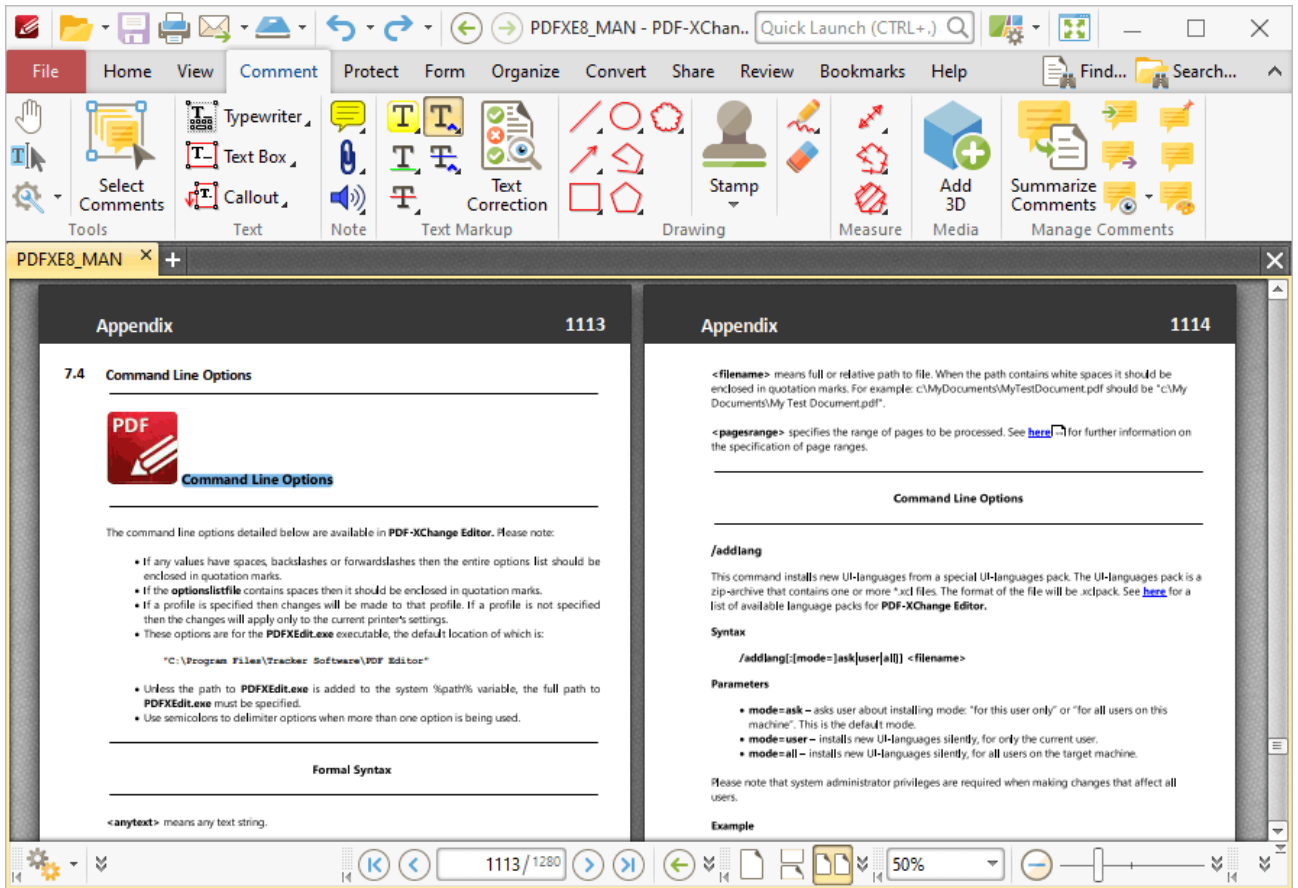 PDFXE8_MAN - PDF-XChan..
Quick Launch (CTRL+.)
File Home View Comment Protect Form Organize Convert Share Review Bookmarks Help Find... Search...
Typewriter
Text Box
Callout
Select
Comments
Text
Correction
Stamp
Add
3D
Summarize
Comments
Tools Text Note Text Markup Drawing Measure Media Manage Comments
PDFXE8_MAN
Appendix 1113
7.4 Command Line Options
PDF
Command Line Options
The command line options detailed below are available in PDF-XChange Editor. Please note:
• If any values have spaces, backslashes or forwardslashes then the entire options list should be
enclosed in quotation marks.
• If the optionslistfile contains spaces then it should be enclosed in quotation marks.
• If a profile is specified then changes will be made to that profile. If a profile is not specified
then the changes will apply only to the current printer's settings.
• These options are for the PDFXEdit.exe executable, the default location of which is:
"C:\Program Files\Tracker Software\PDF Editor"
• Unless the path to PDFXEdit.exe is added to the system %path% variable, the full path to
PDFXEdit.exe must be specified.
• Use semicolons to delimiter options when more than one option is being used.
Formal Syntax
<anytext> means any text string.
Appendix 1114
<filename> means full or relative path to file. When the path contains white spaces it should be
enclosed in quotation marks. For example: c:\MyDocuments\MyTestDocument.pdf should be "c:\My
Documents\My Test Document.pdf".
<pagesrange> specifies the range of pages to be processed. See here for further information on
the specification of page ranges.
Command Line Options
/addlang
This command installs new UI-languages from a special UI-languages pack. The UI-languages pack is a
zip-archive that contains one or more *.xcl files. The format of the file will be .xclpack. See here for a
list of available language packs for PDF-XChange Editor.
Syntax
/addlang[:[mode=]ask|user|all]] <filename>
Parameters
• mode=ask – asks user about installing mode: "for this user only" or "for all users on this
machine". This is the default mode.
• mode=user – installs new UI-languages silently, for only the current user.
• mode=all – installs new UI-languages silently, for all users on the target machine.
Please note that system administrator privileges are required when making changes that affect all
users.
Example
1113/1280
50%